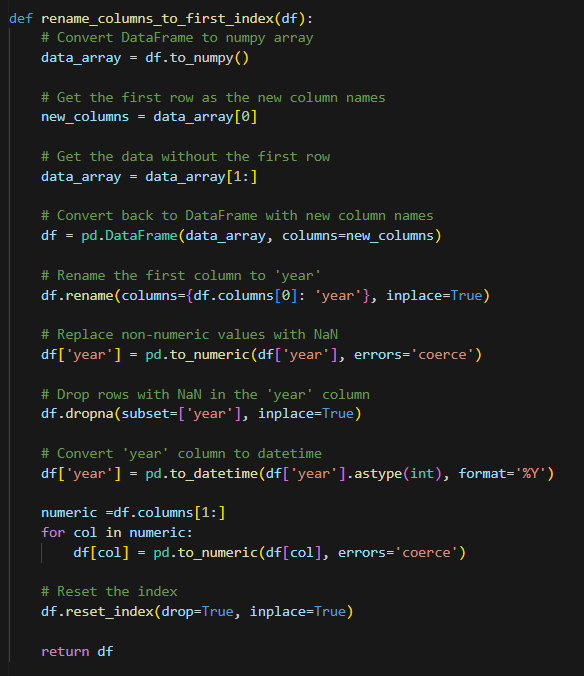 def rename_columns_to_first_index(df):
    # Convert DataFrame to numpy array
    data_array = df.to_numpy()
    # Get the first row as the new column names
    new_columns = data_array[0]
    # Get the data without the first row
    data_array = data_array[1:]
    # Convert back to DataFrame with new column names
    df = pd.DataFrame(data_array, columns=new_columns)
    # Rename the first column to 'year'
    df.rename(columns={df.columns[0]: 'year'}, inplace=True)
    # Replace non-numeric values with NaN
    df['year'] = pd.to_numeric(df['year'], errors='coerce')
    # Drop rows with NaN in the 'year' column
    df.dropna(subset=['year'], inplace=True)
    # Convert 'year' column to datetime
    df['year'] = pd.to_datetime(df['year'].astype(int), format='%Y')
    numeric =df.columns[1:]
    for col in numeric:
        df[col] = pd.to_numeric(df[col], errors='coerce')
    # Reset the index
    df.reset_index(drop=True, inplace=True)
    return df